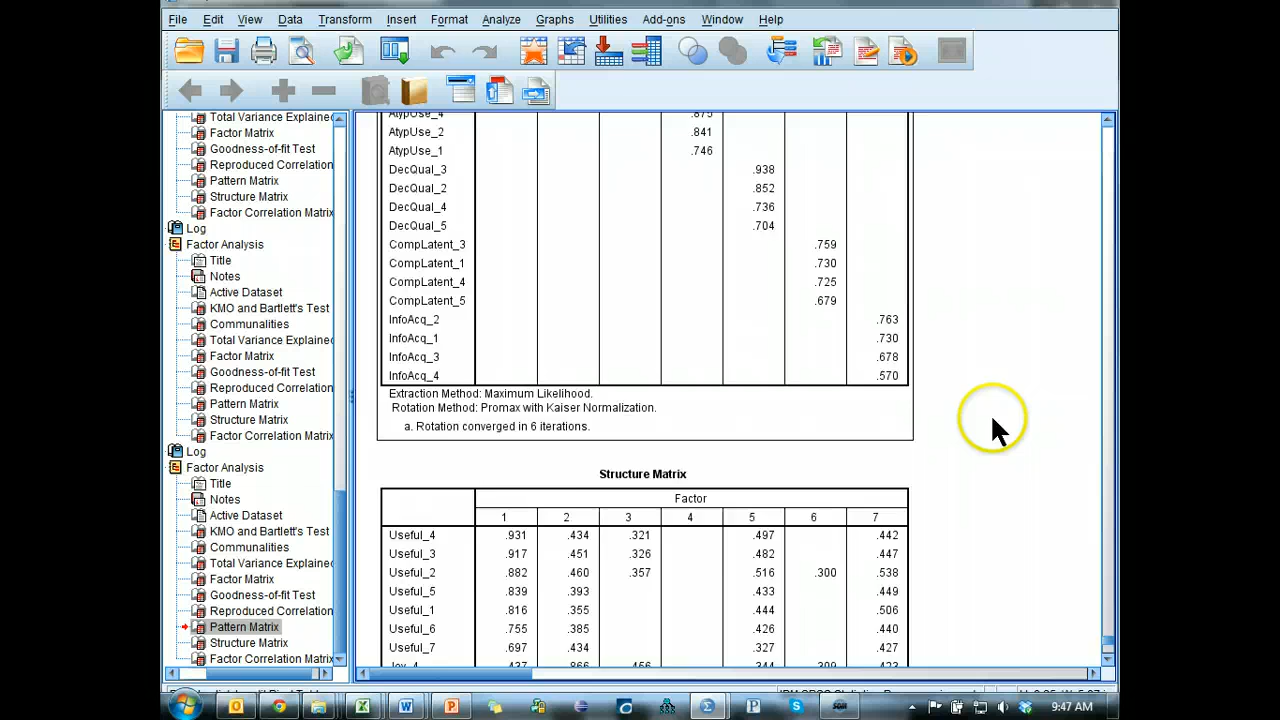 File Edit View Data Transform Insert Format Analyze Graphs Utilities Add-ons Window Help
Total Variance Explained
Factor Matrix
Goodness-of-fit Test
Reproduced Correlation
Pattern Matrix
Structure Matrix
Factor Correlation Matrix
Log
Factor Analysis
Title
Notes
Active Dataset
KMO and Bartlett's Test
Communalities
Total Variance Explained
Factor Matrix
Goodness-of-fit Test
Reproduced Correlation
Pattern Matrix
Structure Matrix
Factor Correlation Matrix
Log
Factor Analysis
Title
Notes
Active Dataset
KMO and Bartlett's Test
Communalities
Total Variance Explained
Factor Matrix
Goodness-of-fit Test
Reproduced Correlation
Pattern Matrix
Structure Matrix
Factor Correlation Matrix
AtypUse_4 .875
AtypUse_2 .841
AtypUse_1 .746
DecQual_3 .938
DecQual_2 .852
DecQual_4 .736
DecQual_5 .704
CompLatent_3 .759
CompLatent_1 .730
CompLatent_4 .725
CompLatent_5 .679
InfoAcq_2 .763
InfoAcq_1 .730
InfoAcq_3 .678
InfoAcq_4 .570
Extraction Method: Maximum Likelihood.
Rotation Method: Promax with Kaiser Normalization.
a. Rotation converged in 6 iterations.
Structure Matrix
Factor
1 2 3 4 5 6 7
Useful_4 .931 .434 .321 .497 .442
Useful_3 .917 .451 .326 .482 .447
Useful_2 .882 .460 .357 .516 .300 .538
Useful_5 .839 .393 .433 .449
Useful_1 .816 .355 .444 .506
Useful_6 .755 .385 .426 .440
Useful_7 .697 .434 .327 .427
Joy_4 .437 .866 .456 .344 .309 .423
9:47 AM